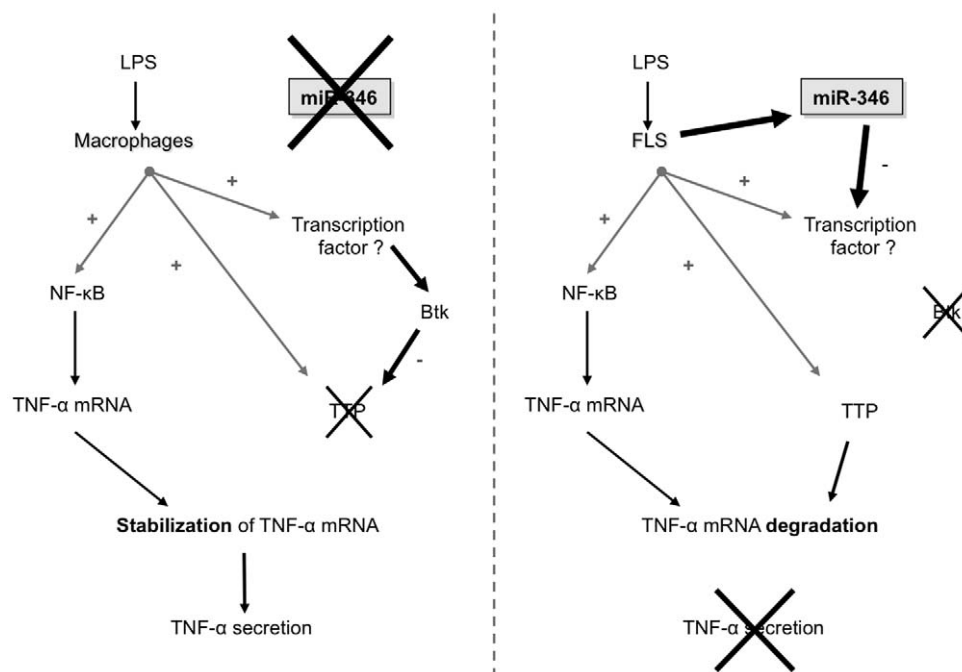 LPS
miR-346
Macrophages
+
+
Transcription
factor ?
+
NF-κB
Btk
-
TNF-α mRNA
TTP
Stabilization of TNF-α mRNA
TNF-α secretion
LPS
miR-346
FLS
-
+
+
Transcription
factor ?
+
NF-κB
Btk
TNF-α mRNA
TTP
TNF-α mRNA degradation
TNF-α secretion